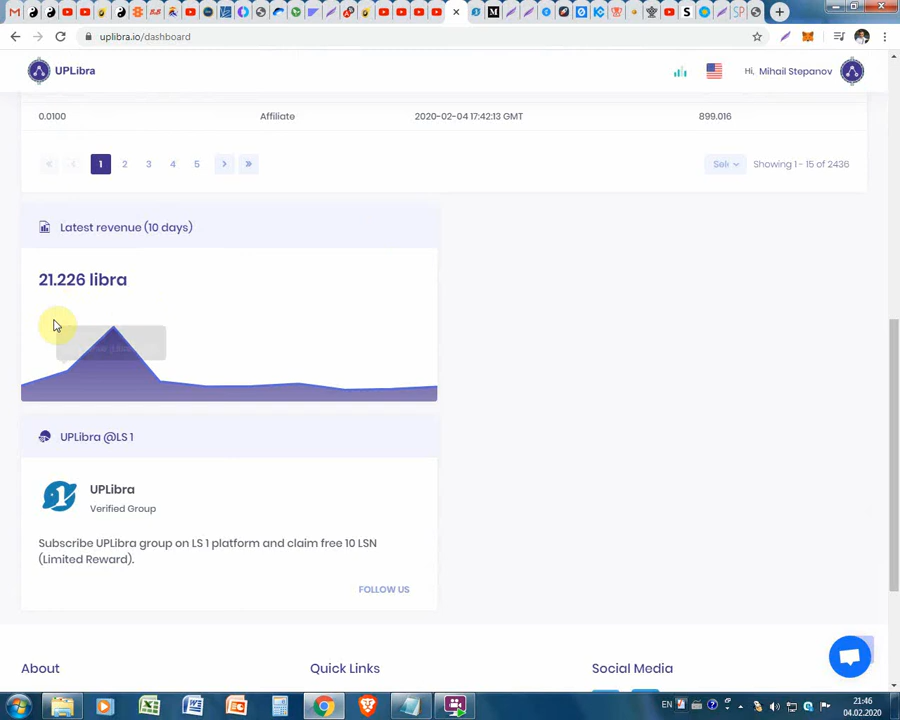 uplibra.io/dashboard
UPLibra
Hi, Mihail Stepanov
0.0100 Affiliate 2020-02-04 17:42:13 GMT 899.016
« ‹ 1 2 3 4 5 › »
Sele Showing 1 - 15 of 2436
Latest revenue (10 days)
21.226 libra
UPLibra @LS 1
UPLibra
Verified Group
Subscribe UPLibra group on LS 1 platform and claim free 10 LSN
(Limited Reward).
FOLLOW US
About Quick Links Social Media
EN 21:46
04.02.2020